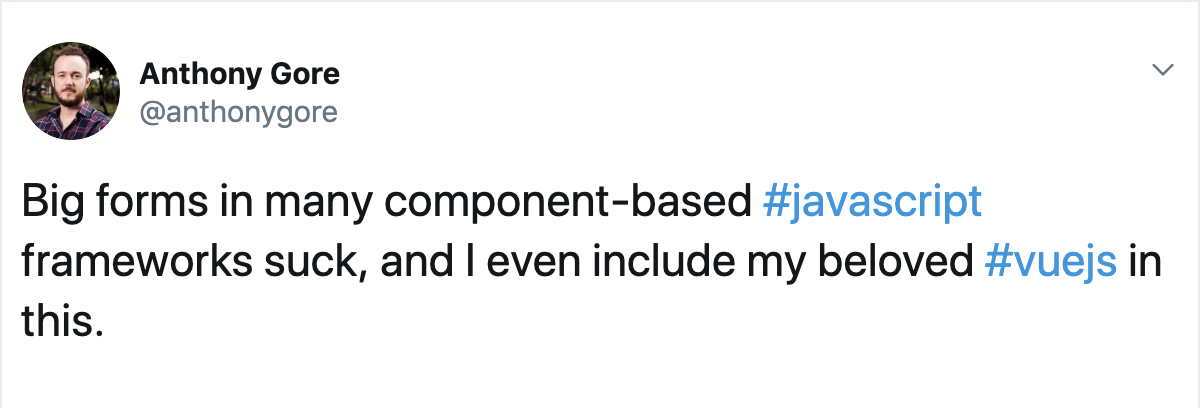 Anthony Gore
@anthonygore
Big forms in many component-based #javascript
frameworks suck, and I even include my beloved #vuejs in
this.